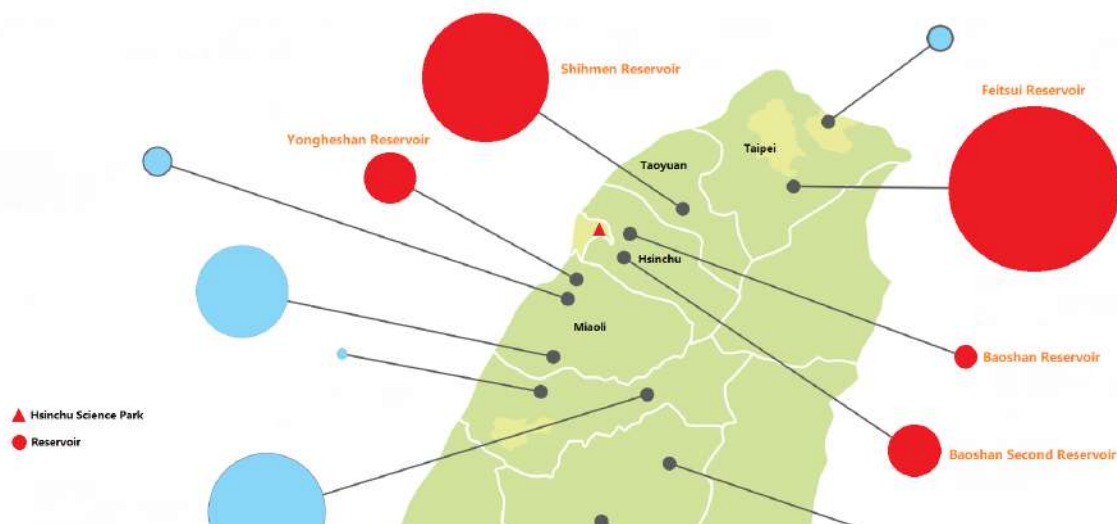 Shihmen Reservoir
Feitsui Reservoir
Yongheshan Reservoir
Taipei
Taoyuan
Hsinchu
Miaoli
Baoshan Reservoir
Hsinchu Science Park
Reservoir
Baoshan Second Reservoir